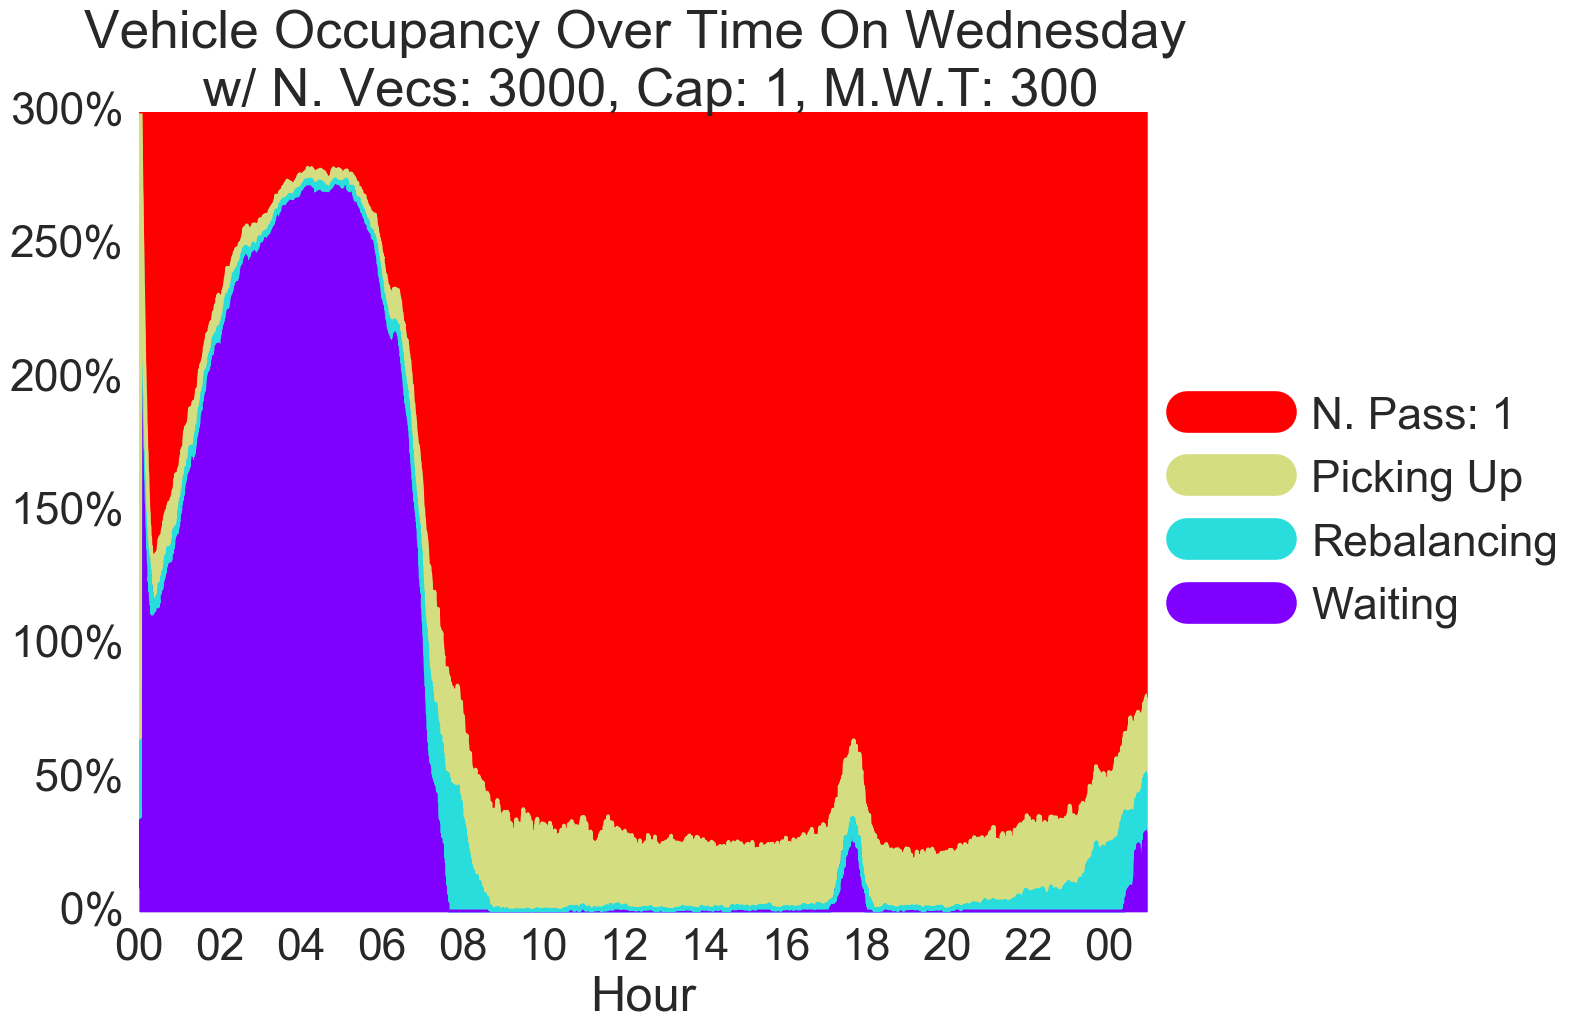 Vehicle Occupancy Over Time On Wednesday
w/ N. Vecs: 3000, Cap: 1, M.W.T: 300
300%
250%
200%
150%
100%
50%
0%
00 02 04 06 08 10 12 14 16 18 20 22 00
Hour
N. Pass: 1
Picking Up
Rebalancing
Waiting